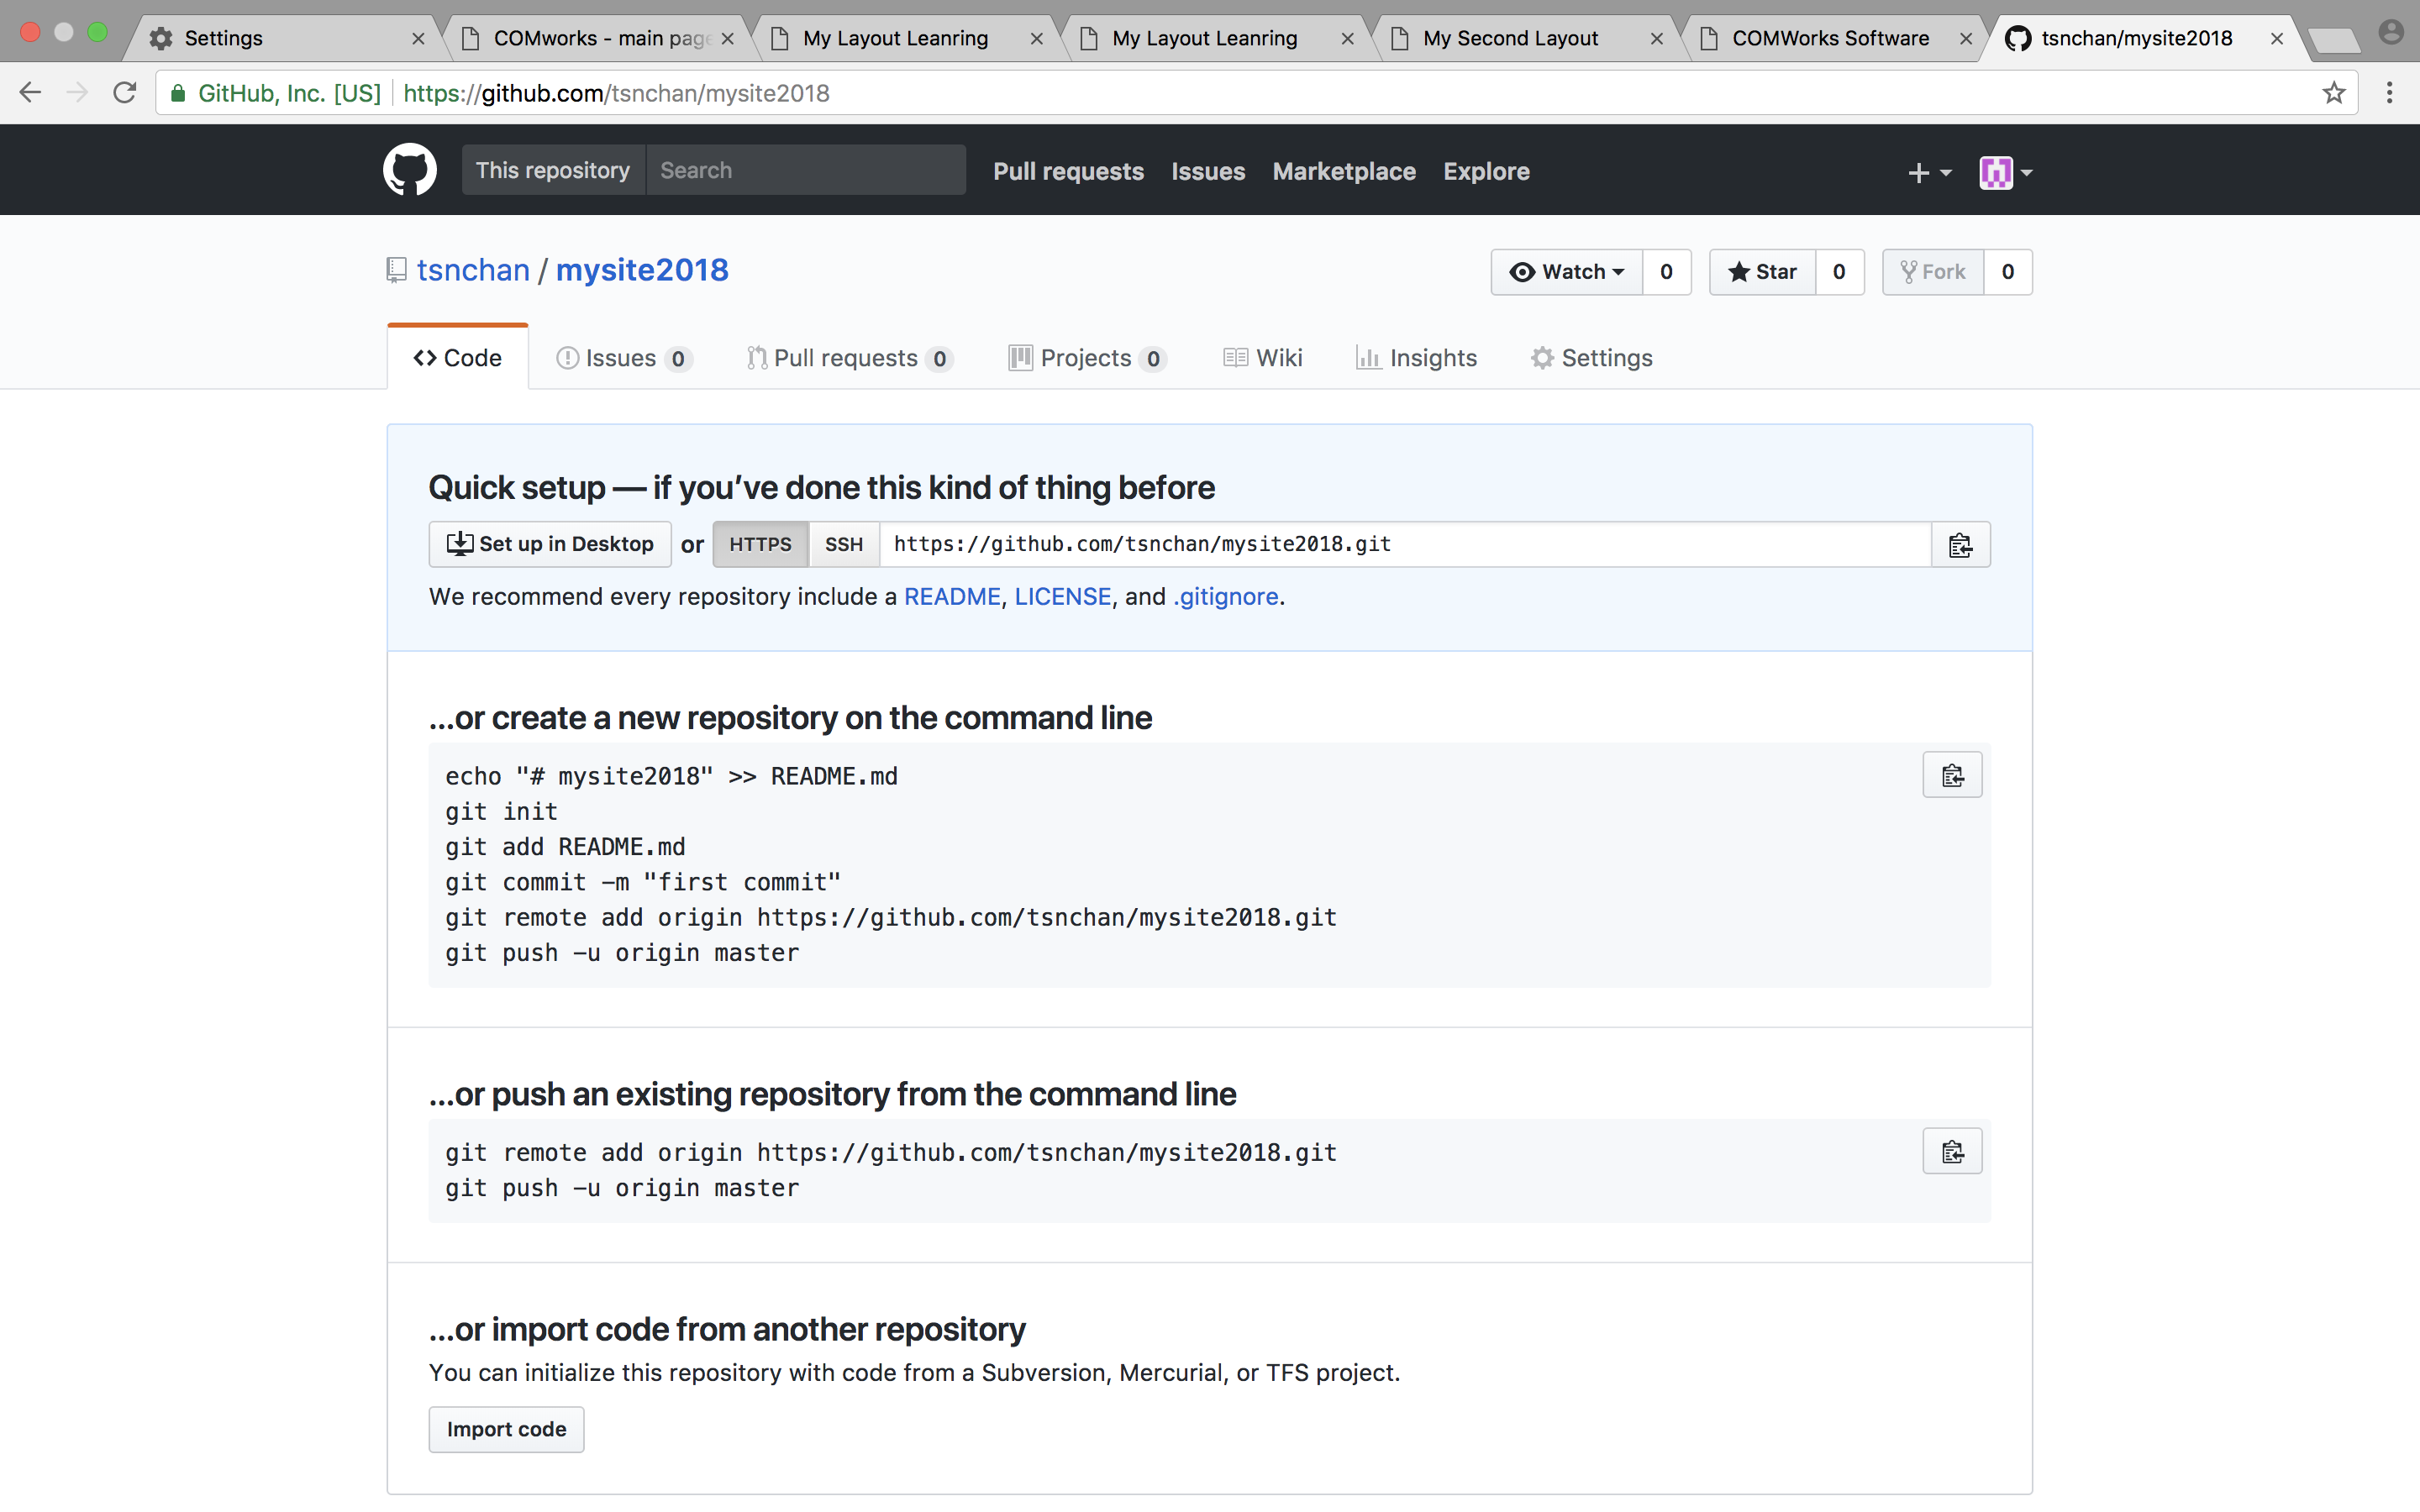 Settings
COMworks - main page
My Layout Leanring
My Layout Leanring
My Second Layout
COMWorks Software
tsnchan/mysite2018
GitHub, Inc. [US] https://github.com/tsnchan/mysite2018
This repository Search Pull requests Issues Marketplace Explore
tsnchan / mysite2018
Watch 0 Star 0 Fork 0
Code Issues 0 Pull requests 0 Projects 0 Wiki Insights Settings
Quick setup — if you’ve done this kind of thing before
Set up in Desktop or HTTPS SSH https://github.com/tsnchan/mysite2018.git
We recommend every repository include a README, LICENSE, and .gitignore.
…or create a new repository on the command line
echo "# mysite2018" >> README.md
git init
git add README.md
git commit -m "first commit"
git remote add origin https://github.com/tsnchan/mysite2018.git
git push -u origin master
…or push an existing repository from the command line
git remote add origin https://github.com/tsnchan/mysite2018.git
git push -u origin master
…or import code from another repository
You can initialize this repository with code from a Subversion, Mercurial, or TFS project.
Import code